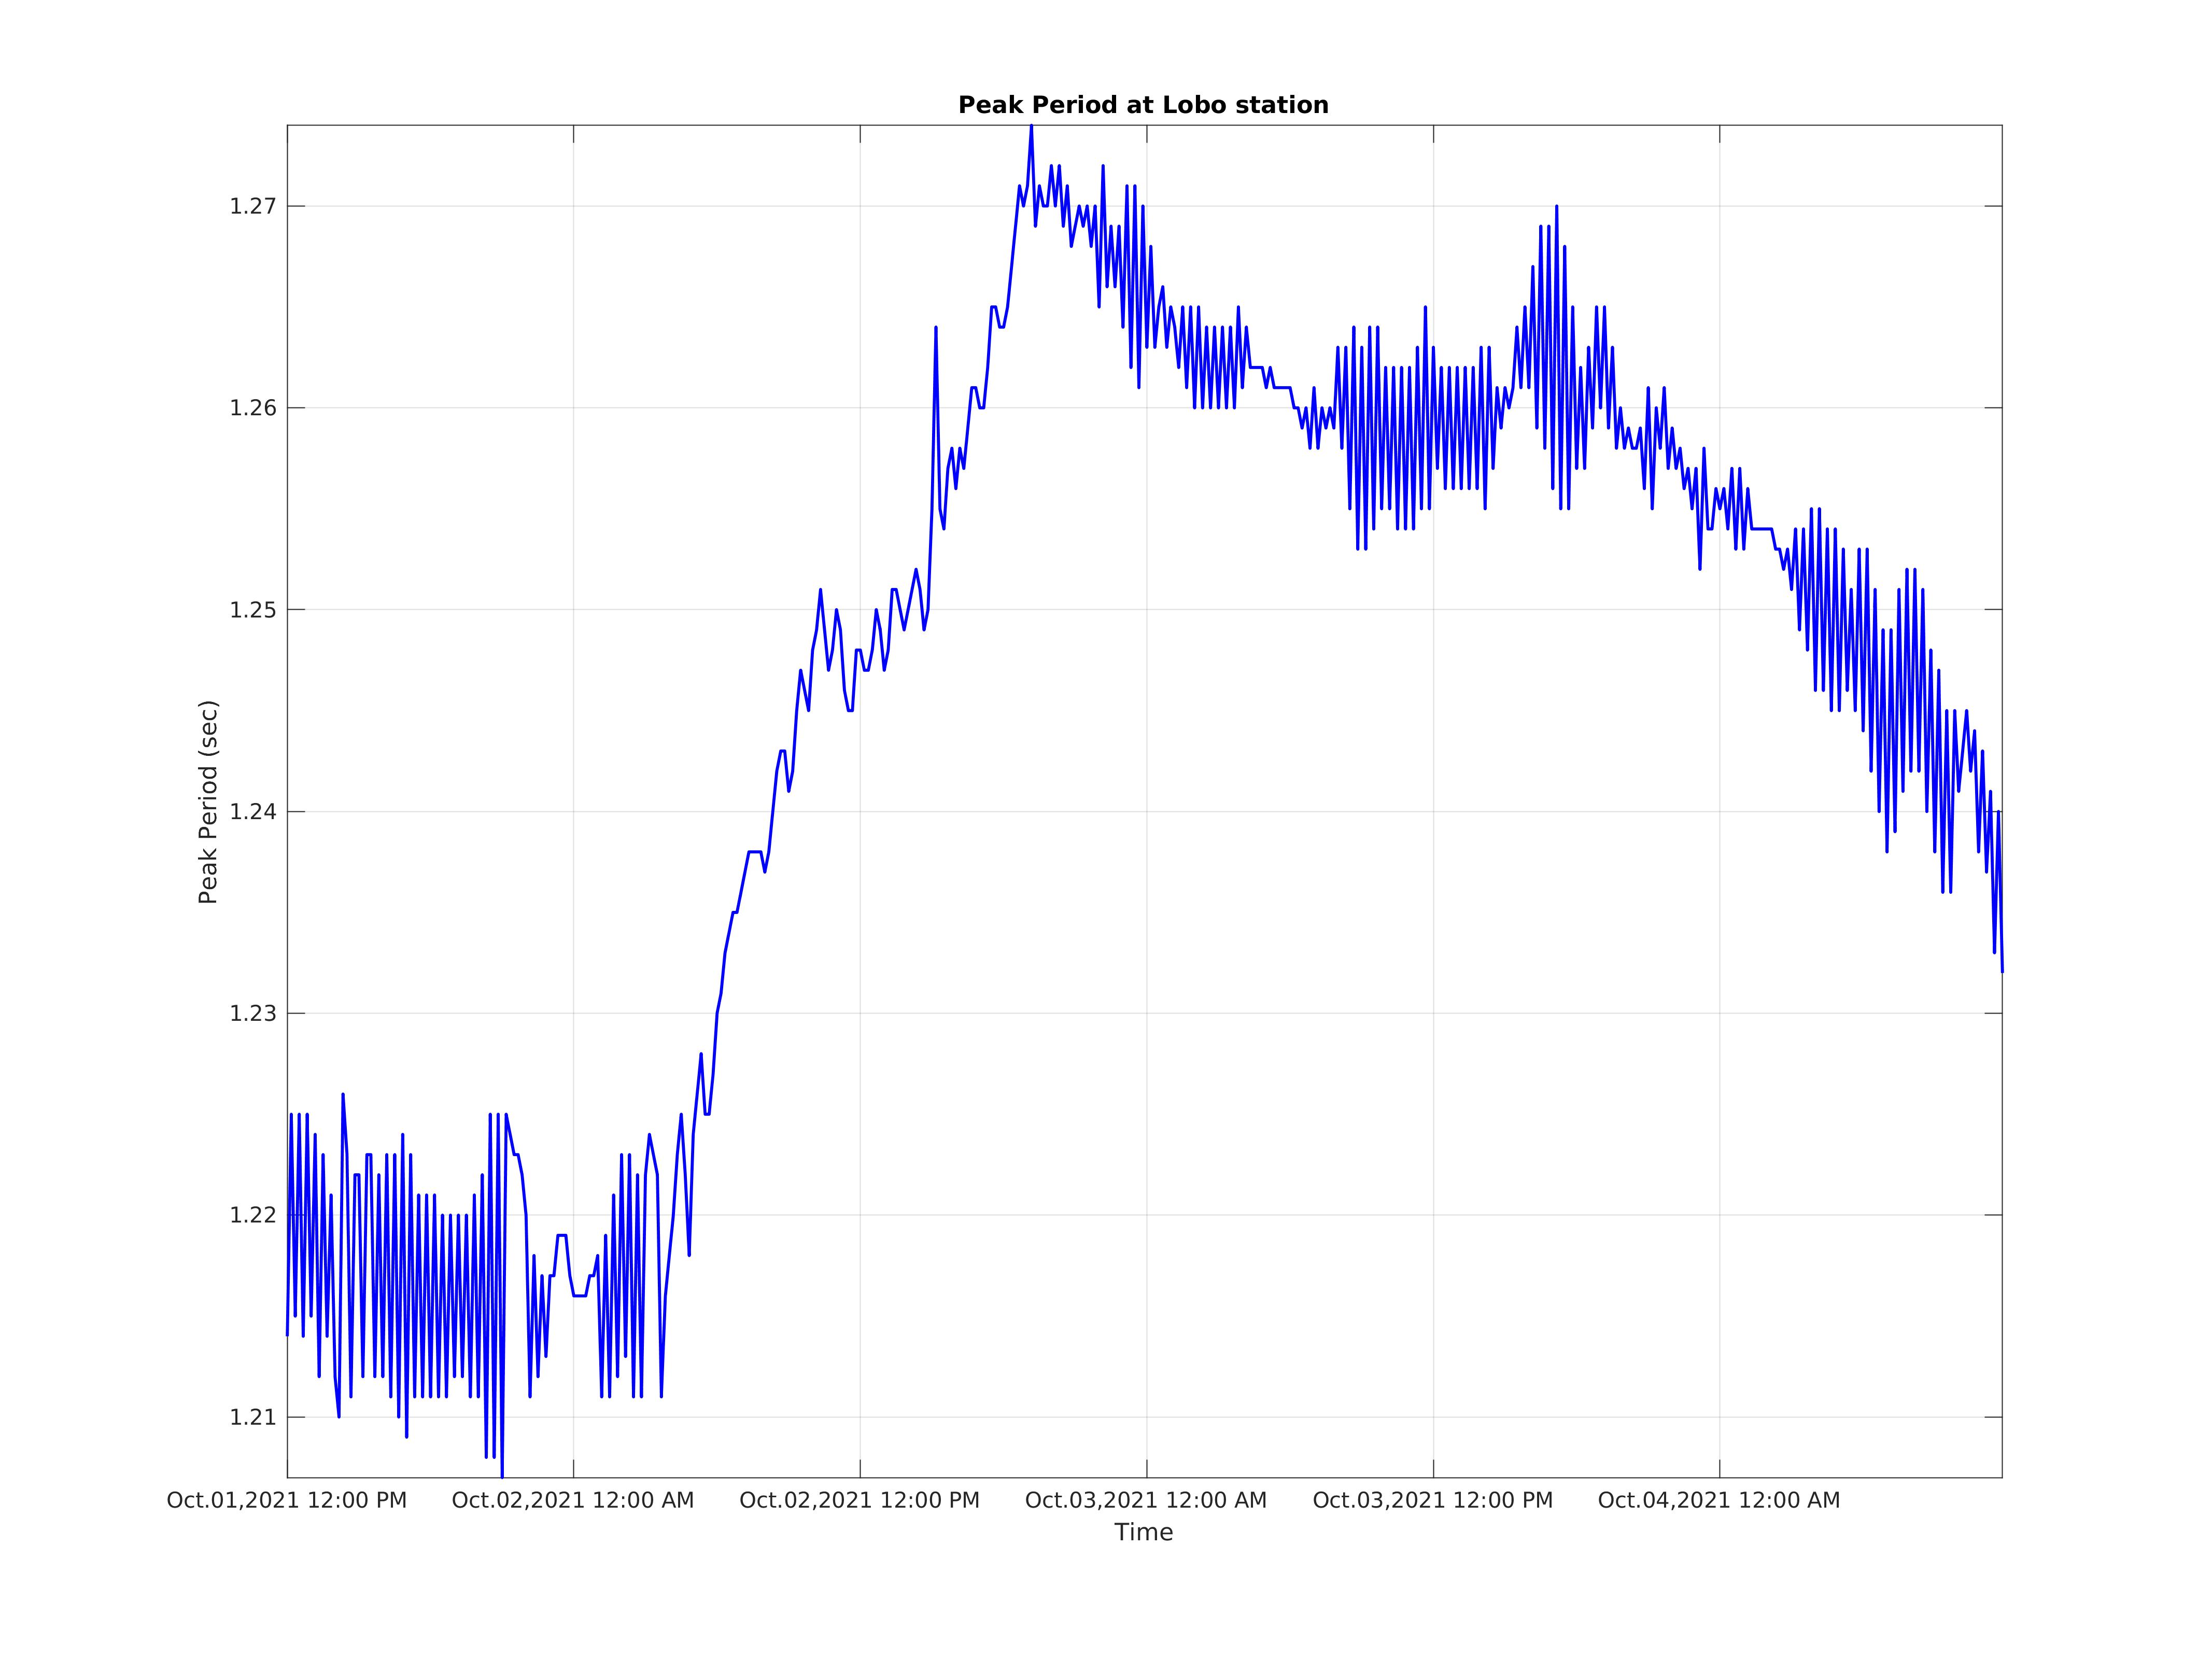 Peak Period at Lobo station
1.27
1.26
1.25
1.24
1.23
1.22
1.21
Peak Period (sec)
Oct.01,2021 12:00 PM Oct.02,2021 12:00 AM Oct.02,2021 12:00 PM Oct.03,2021 12:00 AM Oct.03,2021 12:00 PM Oct.04,2021 12:00 AM
Time